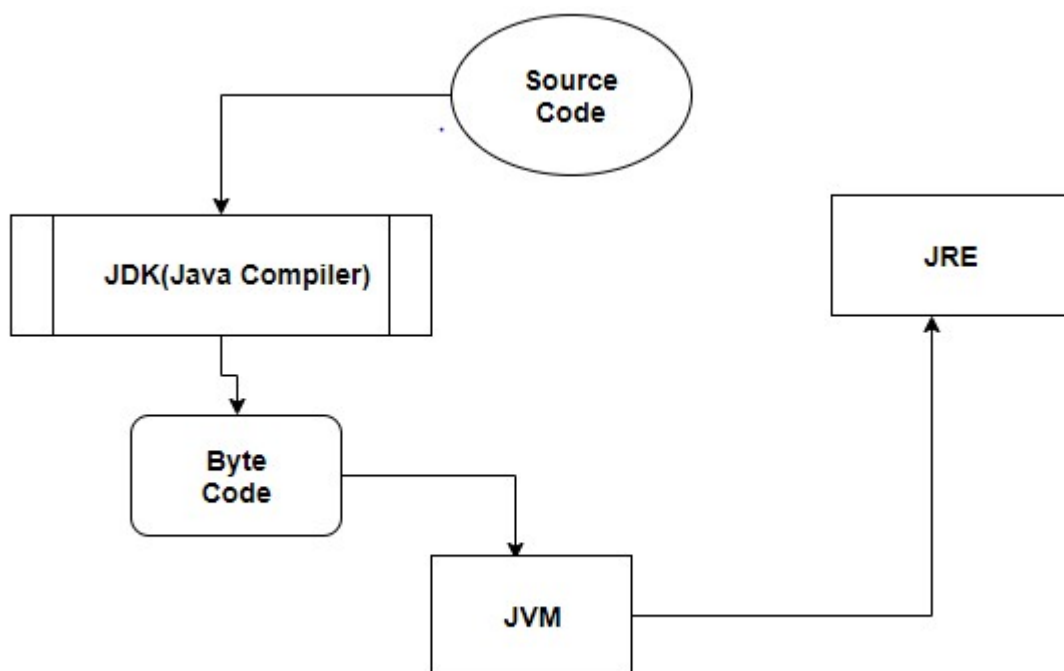 Source
Code
JDK(Java Compiler)
JRE
Byte
Code
JVM